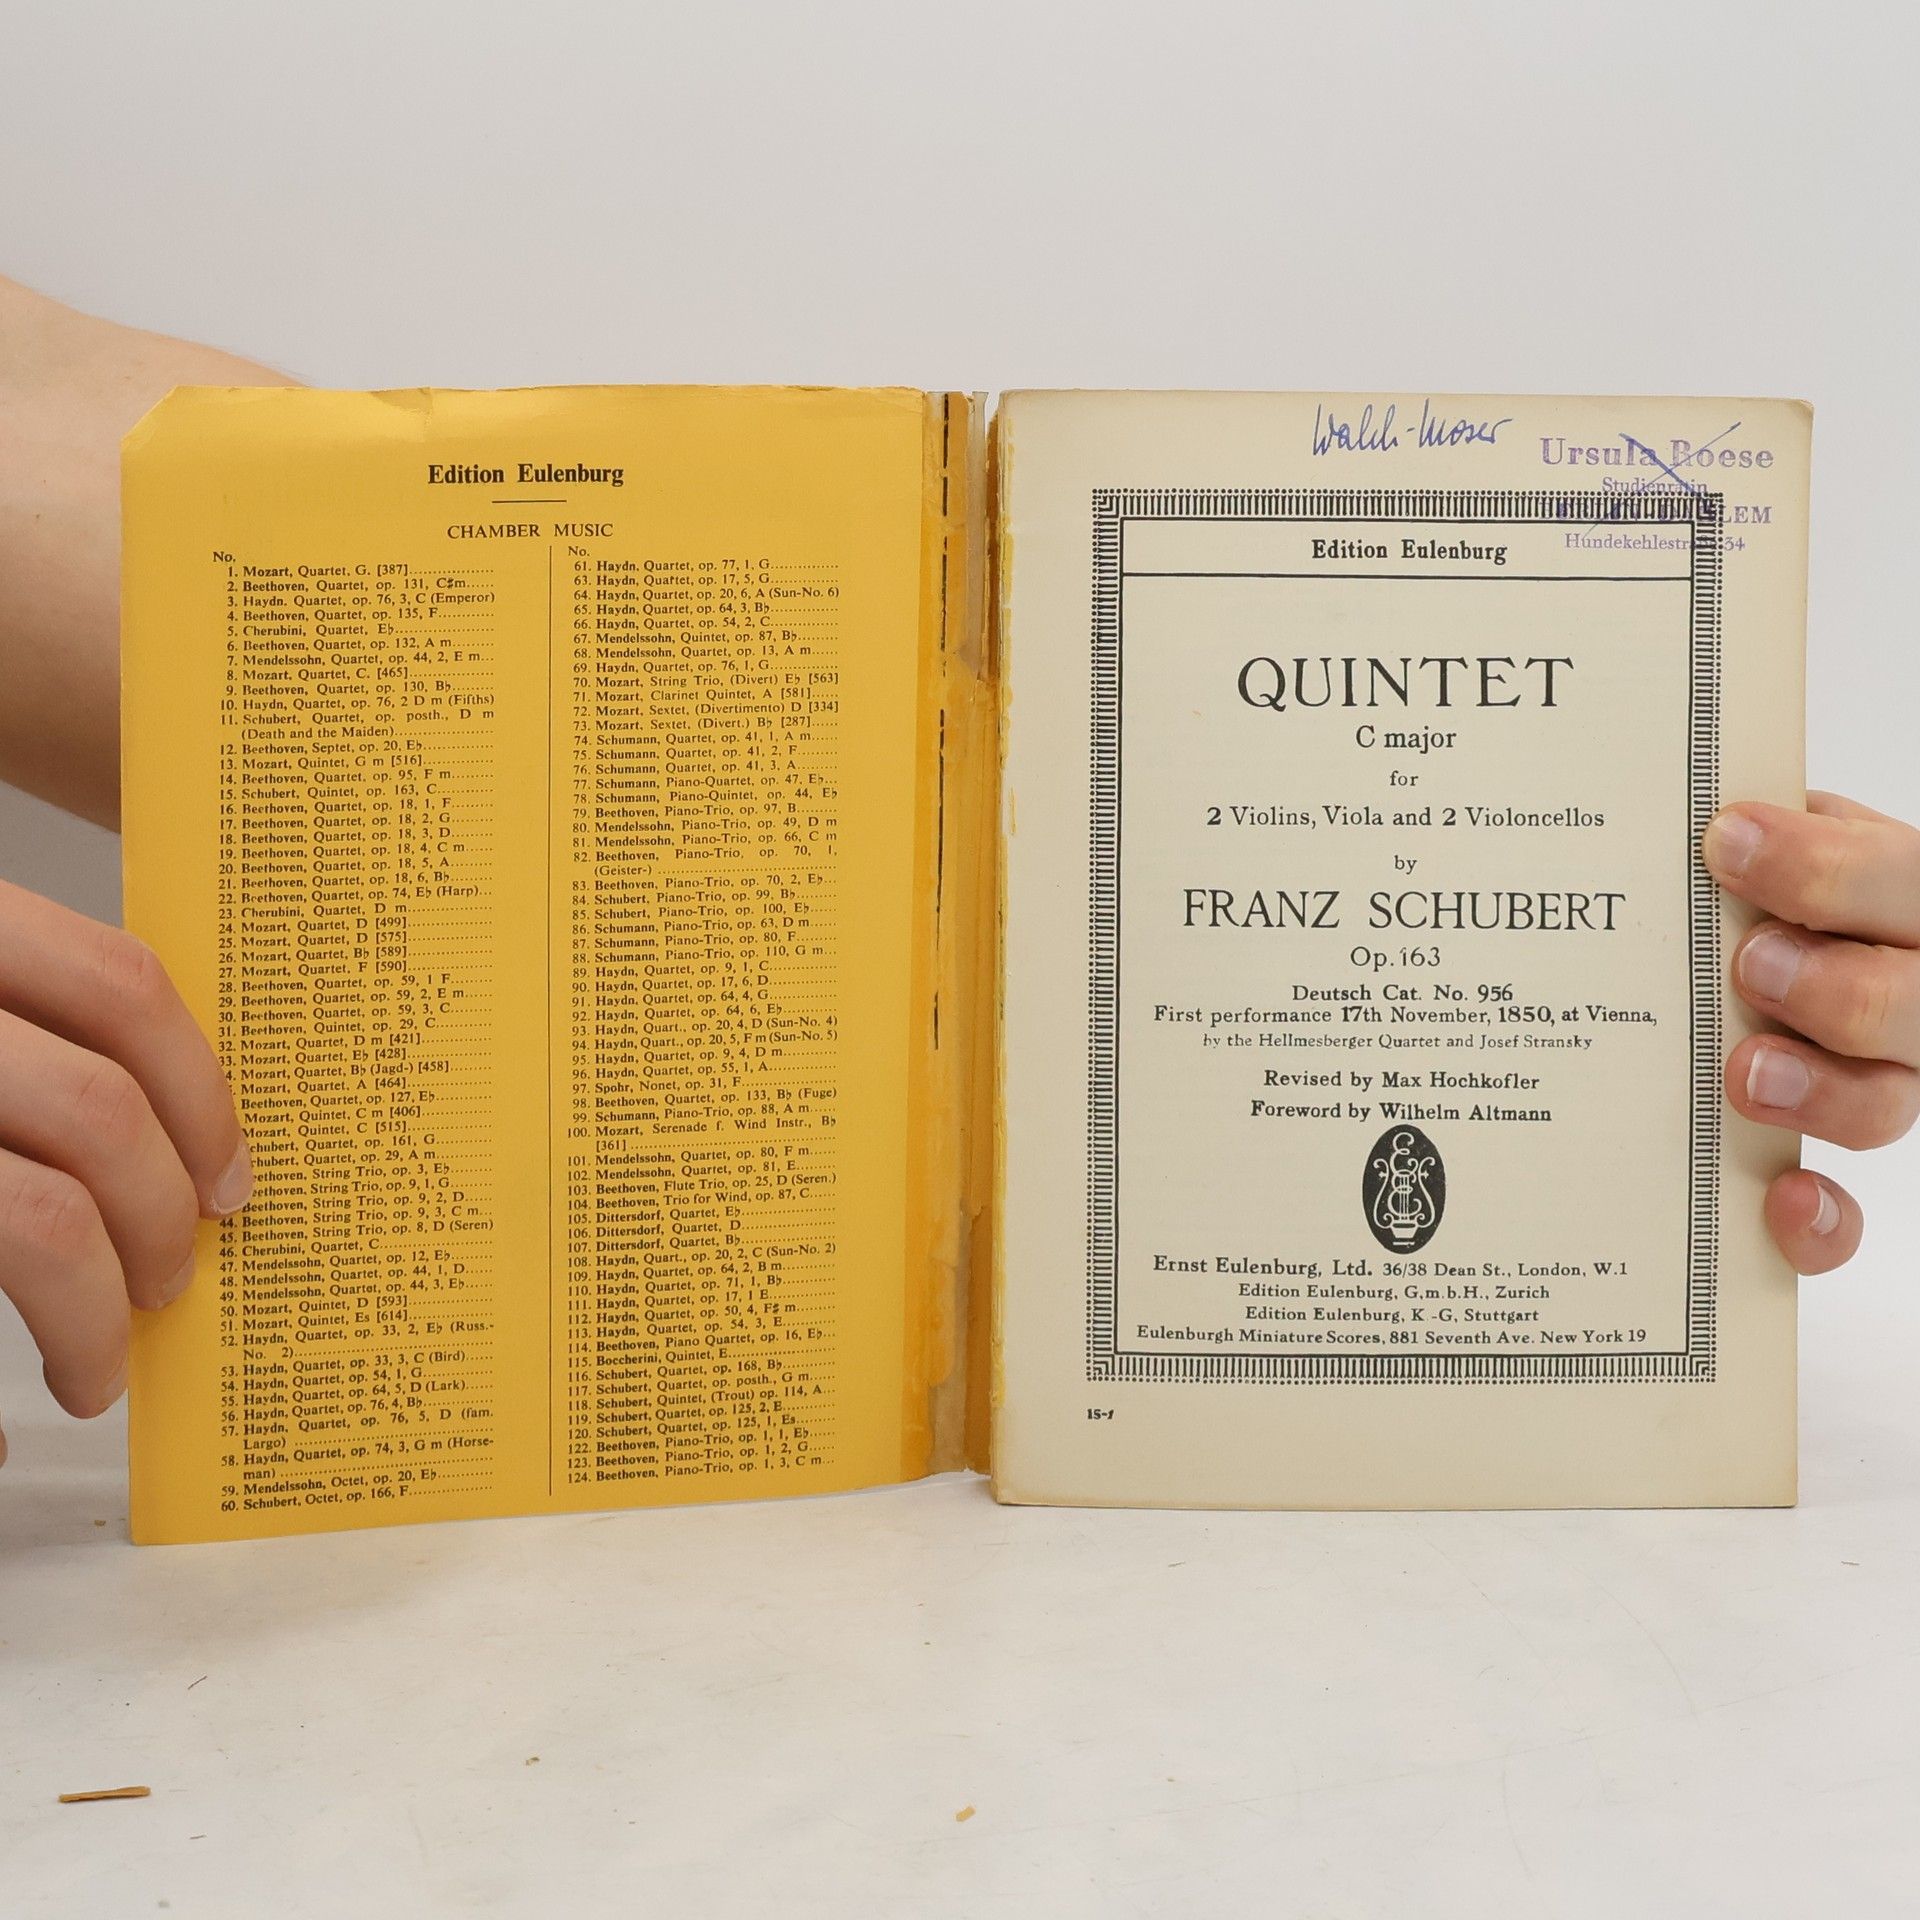 Edition Eulenburg
CHAMBER MUSIC
No.
1. Mozart, Quartet, G. [387]
2. Beethoven, Quartet, op. 131, C♯m
3. Haydn. Quartet, op. 76, 3, C (Emperor)
4. Beethoven, Quartet, op. 135, F
5. Cherubini, Quartet, E♭
6. Beethoven, Quartet, op. 132, A m
7. Mendelssohn, Quartet, op. 44, 2, E m
8. Mozart, Quartet, C. [465]
9. Beethoven, Quartet, op. 130, B♭
10. Haydn, Quartet, op. 76, 2 D m (Fifths)
11. Schubert, Quartet, op. posth., D m
(Death and the Maiden)
12. Beethoven, Septet, op. 20, E♭
13. Mozart, Quintet, G m [516]
14. Beethoven, Quartet, op. 95, F m
15. Schubert, Quintet, op. 163, C
16. Beethoven, Quartet, op. 18, 1, F
17. Beethoven, Quartet, op. 18, 2, G
18. Beethoven, Quartet, op. 18, 3, D
19. Beethoven, Quartet, op. 18, 4, C m
20. Beethoven, Quartet, op. 18, 5, A
21. Beethoven, Quartet, op. 18, 6, B♭
22. Beethoven, Quartet, op. 74, E♭ (Harp)
23. Cherubini, Quartet, D m
24. Mozart, Quartet, D [499]
25. Mozart, Quartet, D [575]
26. Mozart, Quartet, B♭ [589]
27. Mozart, Quartet, F [590]
28. Beethoven, Quartet, op. 59, 1 F
29. Beethoven, Quartet, op. 59, 2, E m
30. Beethoven, Quartet, op. 59, 3, C
31. Beethoven, Quintet, op. 29, C
32. Mozart, Quartet, D m [421]
33. Mozart, Quartet, E♭ [428]
4. Mozart, Quartet, B♭ (Jagd-) [458]
Mozart, Quartet, A [464]
Beethoven, Quartet, op. 127, E♭
Mozart, Quintet, C m [406]
Mozart, Quintet, C [515]
chubert, Quartet, op. 161, G
chubert, Quartet, op. 29, A m
eethoven, String Trio, op. 3, E♭
eethoven, String Trio, op. 9, 1, G
Beethoven, String Trio, op. 9, 2, D
44. Beethoven, String Trio, op. 9, 3, C m
45. Beethoven, String Trio, op. 8, D (Seren)
46. Cherubini, Quartet, C
47. Mendelssohn, Quartet, op. 12, E♭
48. Mendelssohn, Quartet, op. 44, 1, D
49. Mendelssohn, Quartet, op. 44, 3, E♭
50. Mozart, Quintet, D [593]
51. Mozart, Quintet, Es [614]
52. Haydn, Quartet, op. 33, 2, E♭ (Russ.-
No. 2)
53. Haydn, Quartet, op. 33, 3, C (Bird)
54. Haydn, Quartet, op. 54, 1, G
55. Haydn, Quartet, op. 64, 5, D (Lark)
56. Haydn, Quartet, op. 76, 4, B♭
57. Haydn, Quartet, op. 76, 5, D (fam.
Largo)
58. Haydn, Quartet, op. 74, 3, G m (Horse-
man)
59. Mendelssohn, Octet, op. 20, E♭
60. Schubert, Octet, op. 166, F
No.
61. Haydn, Quartet, op. 77, 1, G
63. Haydn, Quartet, op. 17, 5, G
64. Haydn, Quartet, op. 20, 6, A (Sun-No. 6)
65. Haydn, Quartet, op. 64, 3, B♭
66. Haydn, Quartet, op. 54, 2, C
67. Mendelssohn, Quintet, op. 87, B♭
68. Mendelssohn, Quartet, op. 13, A m
69. Haydn, Quartet, op. 76, 1, G
70. Mozart, String Trio, (Divert) E♭ [563]
71. Mozart, Clarinet Quintet, A [581]
72. Mozart, Sextet, (Divertimento) D [334]
73. Mozart, Sextet, (Divert.) B♭ [287]
74. Schumann, Quartet, op. 41, 1, A m
75. Schumann, Quartet, op. 41, 2, F
76. Schumann, Quartet, op. 41, 3, A
77. Schumann, Piano-Quartet, op. 47, E♭
78. Schumann, Piano-Quintet, op. 44, E♭
79. Beethoven, Piano-Trio, op. 97, B
80. Mendelssohn, Piano-Trio, op. 49, D m
81. Mendelssohn, Piano-Trio, op. 66, C m
82. Beethoven, Piano-Trio, op. 70, 1,
(Geister-)
83. Beethoven, Piano-Trio, op. 70, 2, E♭
84. Schubert, Piano-Trio, op. 99, B♭
85. Schubert, Piano-Trio, op. 100, E♭
86. Schumann, Piano-Trio, op. 63, D m
87. Schumann, Piano-Trio, op. 80, F
88. Schumann, Piano-Trio, op. 110, G m
89. Haydn, Quartet, op. 9, 1, C
90. Haydn, Quartet, op. 17, 6, D
91. Haydn, Quartet, op. 64, 4, G
92. Haydn, Quartet, op. 64, 6, E♭
93. Haydn, Quart., op. 20, 4, D (Sun-No. 4)
94. Haydn, Quart., op. 20, 5, F m (Sun-No. 5)
95. Haydn, Quartet, op. 9, 4, D m
96. Haydn, Quartet, op. 55, 1, A
97. Spohr, Nonet, op. 31, F
98. Beethoven, Quartet, op. 133, B♭ (Fuge)
99. Schumann, Piano-Trio, op. 88, A m
100. Mozart, Serenade f. Wind Instr., B♭
[361]
101. Mendelssohn, Quartet, op. 80, F m
102. Mendelssohn, Quartet, op. 81, E
103. Beethoven, Flute Trio, op. 25, D (Seren.)
104. Beethoven, Trio for Wind, op. 87, C
105. Dittersdorf, Quartet, E♭
106. Dittersdorf, Quartet, D
107. Dittersdorf, Quartet, B♭
108. Haydn, Quart., op. 20, 2, C (Sun-No. 2)
109. Haydn, Quartet, op. 64, 2, B m
110. Haydn, Quartet, op. 71, 1, B♭
111. Haydn, Quartet, op. 17, 1 E
112. Haydn, Quartet, op. 50, 4, F♯ m
113. Haydn, Quartet, op. 54, 3, E
114. Beethoven, Piano Quartet, op. 16, E♭
115. Boccherini, Quintet, E
116. Schubert, Quartet, op. 168, B♭
117. Schubert, Quartet, op. posth., G m
118. Schubert, Quintet, (Trout) op. 114, A
119. Schubert, Quartet, op. 125, 2, E
120. Schubert, Quartet, op. 125, 1, Es
122. Beethoven, Piano-Trio, op. 1, 1, E♭
123. Beethoven, Piano-Trio, op. 1, 2, G
124. Beethoven, Piano-Trio, op. 1, 3, C m
Walch-Moser
Ursula Roese
Studienrätin
Hundekehlestraße 34
Edition Eulenburg
QUINTET
C major
for
2 Violins, Viola and 2 Violoncellos
by
FRANZ SCHUBERT
Op. 163
Deutsch Cat. No. 956
First performance 17th November, 1850, at Vienna,
by the Hellmesberger Quartet and Josef Stransky
Revised by Max Hochkofler
Foreword by Wilhelm Altmann
Ernst Eulenburg, Ltd. 36/38 Dean St., London, W.1
Edition Eulenburg, G.m.b.H., Zurich
Edition Eulenburg, K.-G, Stuttgart
Eulenburgh Miniature Scores, 881 Seventh Ave. New York 19
15-1